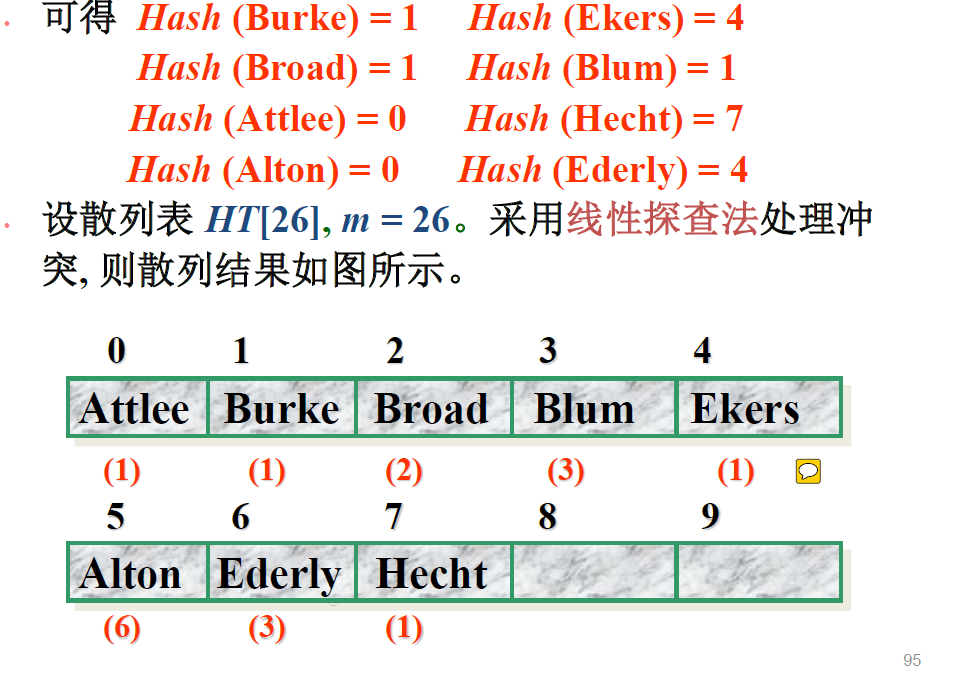 可得 Hash (Burke) = 1 Hash (Ekers) = 4
Hash (Broad) = 1 Hash (Blum) = 1
Hash (Attlee) = 0 Hash (Hecht) = 7
Hash (Alton) = 0 Hash (Ederly) = 4
设散列表 HT[26], m = 26。采用线性探查法处理冲
突, 则散列结果如图所示。
0 1 2 3 4
Attlee Burke Broad Blum Ekers
(1) (1) (2) (3) (1)
5 6 7 8 9
Alton Ederly Hecht
(6) (3) (1)
95